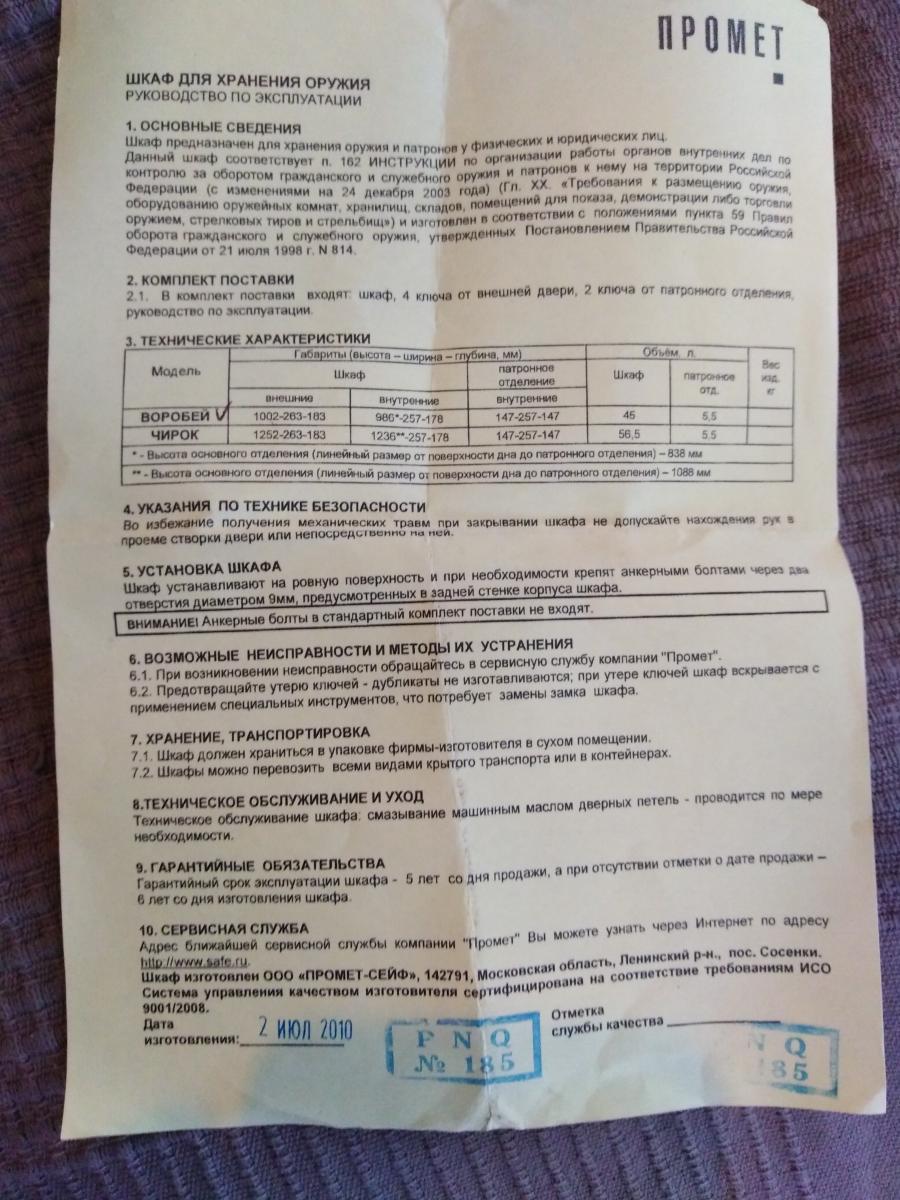 ПРОМЕТ
ШКАФ ДЛЯ ХРАНЕНИЯ ОРУЖИЯ
РУКОВОДСТВО ПО ЭКСПЛУАТАЦИИ
1. ОСНОВНЫЕ СВЕДЕНИЯ
Шкаф предназначен для хранения оружия и патронов у физических и юридических лиц.
Данный шкаф соответствует п. 162 ИНСТРУКЦИИ по организации работы органов внутренних дел по
контролю за оборотом гражданского и служебного оружия и патронов к нему на территории Российской
Федерации (с изменениями на 24 декабря 2003 года) (Гл. XX. «Требования к размещению оружия,
оборудованию оружейных комнат, хранилищ, складов, помещений для показа, демонстрации либо торговли
оружием, стрелковых тиров и стрельбищ») и изготовлен в соответствии с положениями пункта 59 Правил
оборота гражданского и служебного оружия, утвержденных Постановлением Правительства Российской
Федерации от 21 июля 1998 г. N 814.
2. КОМПЛЕКТ ПОСТАВКИ
2.1. В комплект поставки входят: шкаф, 4 ключа от внешней двери, 2 ключа от патронного отделения,
руководство по эксплуатации.
3. ТЕХНИЧЕСКИЕ ХАРАКТЕРИСТИКИ
Модель Габариты (высота – ширина – глубина, мм) Объём, л. Вес изд. кг
Шкаф патронное отделение Шкаф патронное отд.
внешние внутренние внутренние
ВОРОБЕЙ 1002-263-183 986*-257-178 147-257-147 45 5,5
ЧИРОК 1252-263-183 1236**-257-178 147-257-147 56,5 5,5
* - Высота основного отделения (линейный размер от поверхности дна до патронного отделения) – 838 мм
** - Высота основного отделения (линейный размер от поверхности дна до патронного отделения) – 1088 мм
4. УКАЗАНИЯ ПО ТЕХНИКЕ БЕЗОПАСНОСТИ
Во избежание получения механических травм при закрывании шкафа не допускайте нахождения рук в
проеме створки двери или непосредственно на ней.
5. УСТАНОВКА ШКАФА
Шкаф устанавливают на ровную поверхность и при необходимости крепят анкерными болтами через два
отверстия диаметром 9мм, предусмотренных в задней стенке корпуса шкафа.
ВНИМАНИЕ! Анкерные болты в стандартный комплект поставки не входят.
6. ВОЗМОЖНЫЕ НЕИСПРАВНОСТИ И МЕТОДЫ ИХ УСТРАНЕНИЯ
6.1. При возникновении неисправности обращайтесь в сервисную службу компании "Промет".
6.2. Предотвращайте утерю ключей - дубликаты не изготавливаются; при утере ключей шкаф вскрывается с
применением специальных инструментов, что потребует замены замка шкафа.
7. ХРАНЕНИЕ, ТРАНСПОРТИРОВКА
7.1. Шкаф должен храниться в упаковке фирмы-изготовителя в сухом помещении.
7.2. Шкафы можно перевозить всеми видами крытого транспорта или в контейнерах.
8.ТЕХНИЧЕСКОЕ ОБСЛУЖИВАНИЕ И УХОД
Техническое обслуживание шкафа: смазывание машинным маслом дверных петель - проводится по мере
необходимости.
9. ГАРАНТИЙНЫЕ ОБЯЗАТЕЛЬСТВА
Гарантийный срок эксплуатации шкафа - 5 лет со дня продажи, а при отсутствии отметки о дате продажи –
6 лет со дня изготовления шкафа.
10. СЕРВИСНАЯ СЛУЖБА
Адрес ближайшей сервисной службы компании "Промет" Вы можете узнать через Интернет по адресу
http://www.safe.ru.
Шкаф изготовлен ООО «ПРОМЕТ-СЕЙФ», 142791, Московская область, Ленинский р-н., пос. Сосенки.
Система управления качеством изготовителя сертифицирована на соответствие требованиям ИСО
9001/2008.
Дата
изготовления: 2 ИЮЛ 2010
PNQ
№ 185
Отметка
службы качества
NQ
185